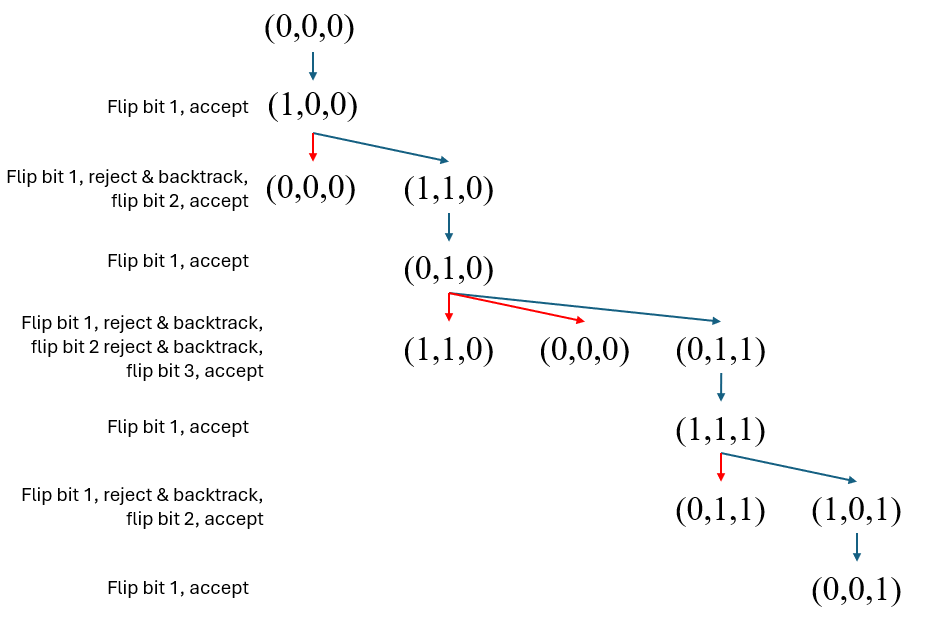 (0,0,0)
Flip bit 1, accept (1,0,0)
Flip bit 1, reject & backtrack,
flip bit 2, accept
(0,0,0) (1,1,0)
Flip bit 1, accept (0,1,0)
Flip bit 1, reject & backtrack,
flip bit 2 reject & backtrack,
flip bit 3, accept
(1,1,0) (0,0,0) (0,1,1)
Flip bit 1, accept (1,1,1)
Flip bit 1, reject & backtrack,
flip bit 2, accept
(0,1,1) (1,0,1)
Flip bit 1, accept (0,0,1)